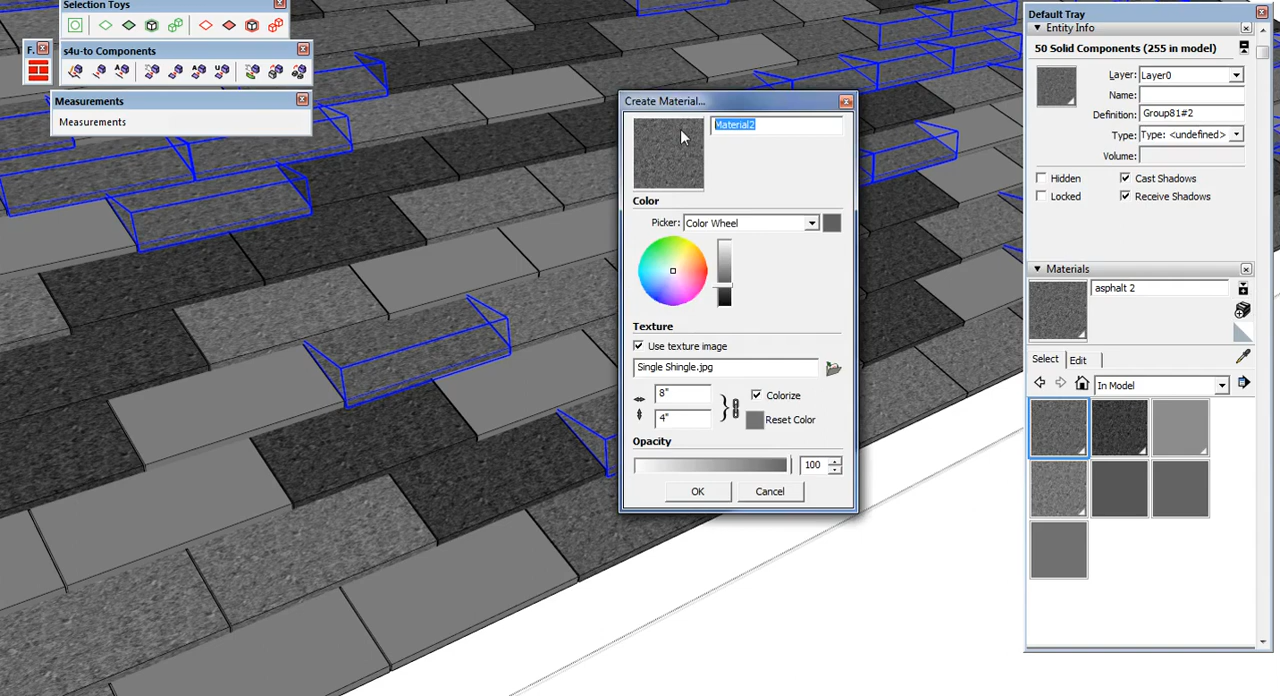 Selection Toys
F.
s4u-to Components
Measurements
Measurements
Create Material...
Material2
Color
Picker:
Color Wheel
Texture
Use texture image
Single Shingle.jpg
8"
4"
Colorize
Reset Color
Opacity
100
OK
Cancel
Default Tray
Entity Info
50 Solid Components (255 in model)
Layer:
Layer0
Name:
Definition:
Group81#2
Type:
Type: <undefined>
Volume:
Hidden
Cast Shadows
Locked
Receive Shadows
Materials
asphalt 2
Select
Edit
In Model